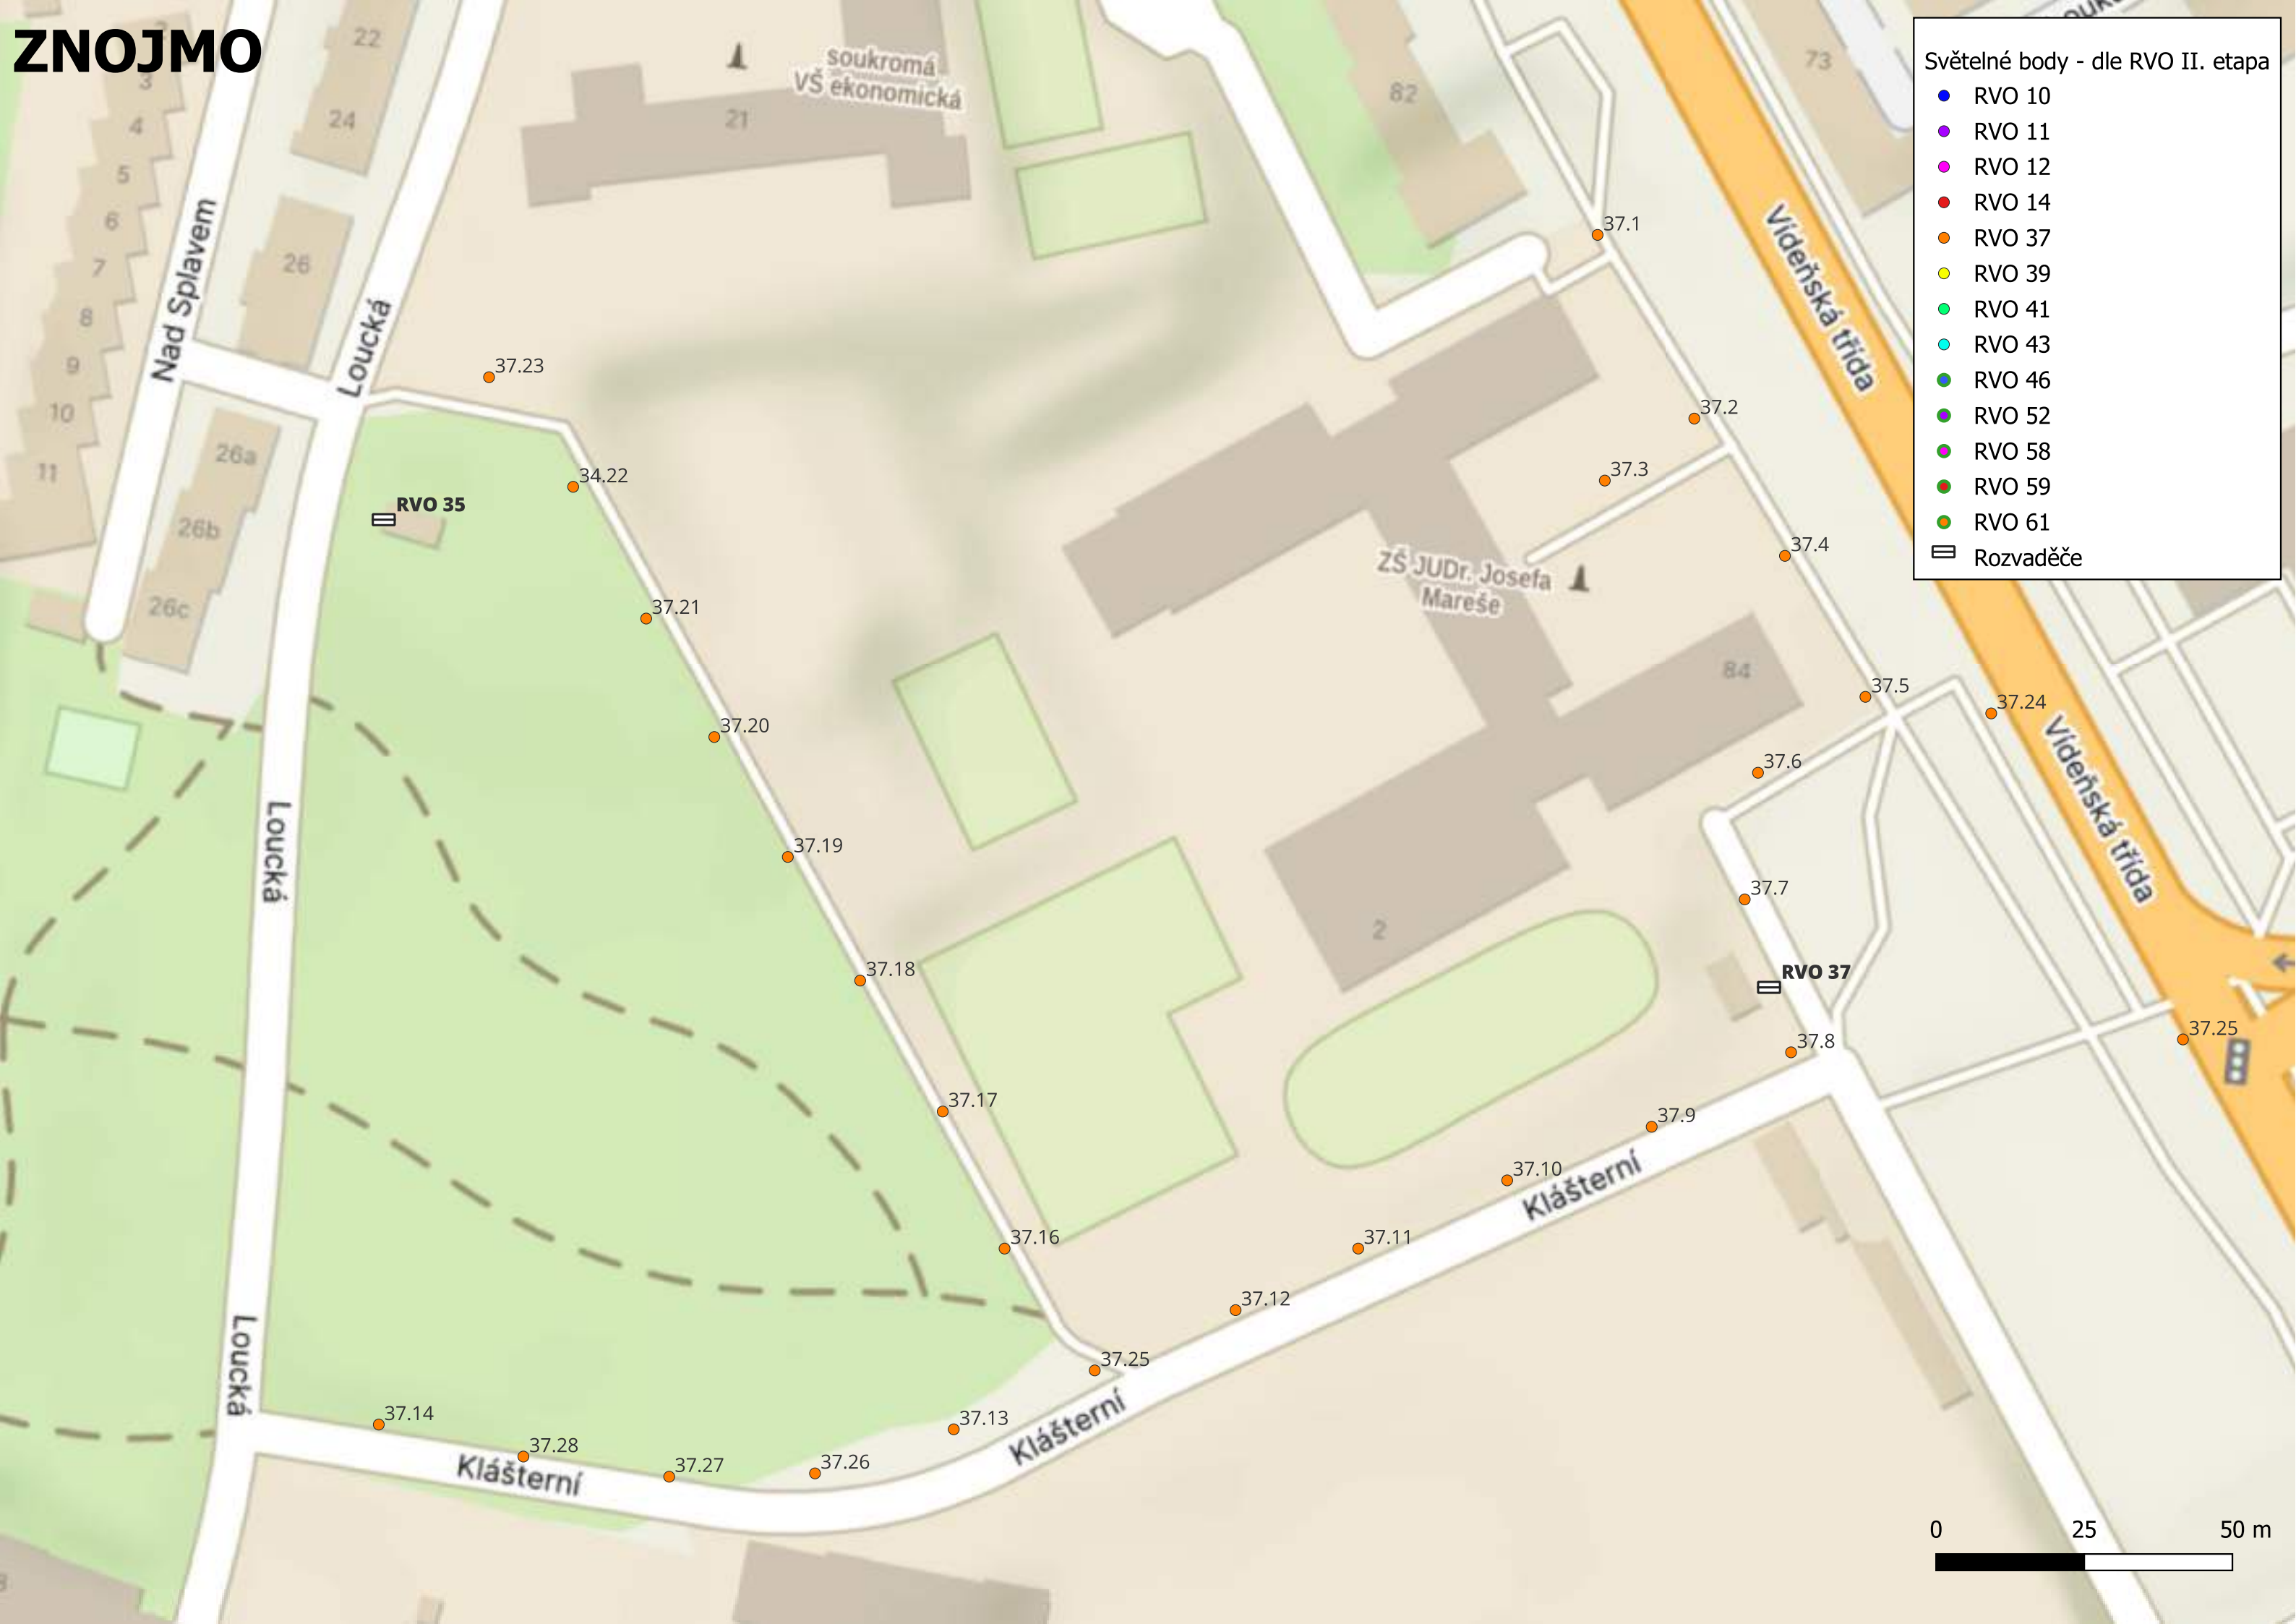 ZNOJMO
Světelné body - dle RVO II. etapa
RVO 10
RVO 11
RVO 12
RVO 14
RVO 37
RVO 39
RVO 41
RVO 43
RVO 46
RVO 52
RVO 58
RVO 59
RVO 61
Rozvaděče
22
24
26
3
4
5
6
7
8
9
10
11
26a
26b
26c
21
82
73
84
2
soukromá
VŠ ekonomická
ZŠ JUDr. Josefa
Mareše
Nad Splavem
Loucká
Loucká
Loucká
Vídeňská třída
Vídeňská třída
Klášterní
Klášterní
Klášterní
RVO 35
RVO 37
37.1
37.2
37.3
37.4
37.5
37.24
37.6
37.7
37.8
37.25
37.9
37.10
37.11
37.12
37.25
37.13
37.26
37.27
37.28
37.14
37.16
37.17
37.18
37.19
37.20
37.21
34.22
37.23
0 25 50 m